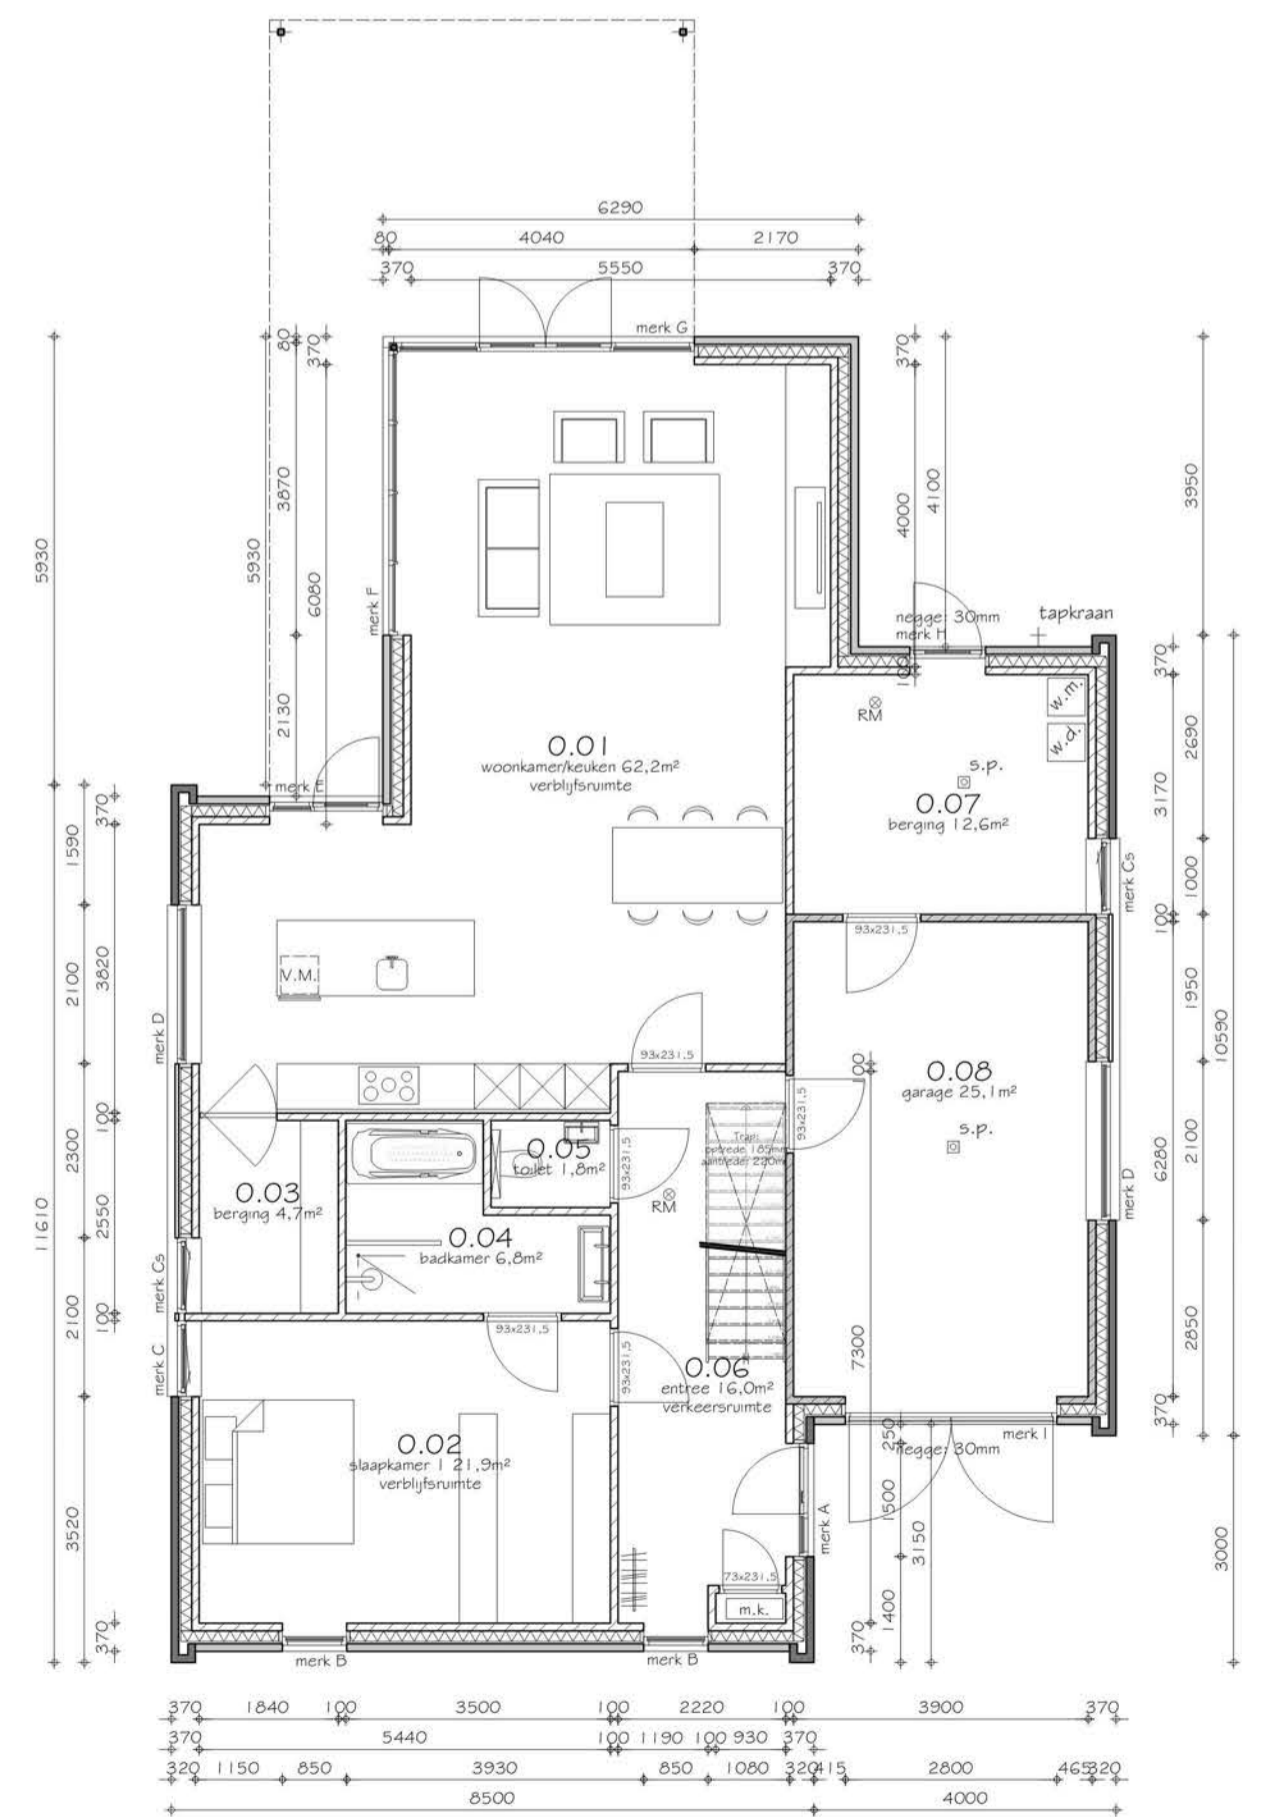 6290
80 4040 2170
370 5550 370
merk G
80
370
370
3870
5930
5930
6080
2130
merk F
merk E
4000
4100
3950
negge: 30mm
merk H
tapkraan
100
RM
w.m.
w.d.
s.p.
0.01
woonkamer/keuken 62,2m²
verblijfsruimte
0.07
berging 12,6m²
370
2690
3170
1000
merk Cs
100
370
1590
2100
3820
merk D
V.M.
93x231,5
93x231,5
93x231,5
100
0.08
garage 25,1m²
s.p.
1950
10590
2100
6280
merk D
0.05
toilet 1,8m²
93x231,5
Trap:
optrede 185mm
aantrede: 220m
RM
0.03
berging 4,7m²
0.04
badkamer 6,8m²
100
2300
2550
11610
merk Cs
2100
100
merk C
93x231,5
93x231,5
0.06
entree 16,0m²
verkeersruimte
7300
2850
370
0.02
slaapkamer 1 21,9m²
verblijfsruimte
250
negge: 30mm
merk I
1500
3150
merk A
3000
3520
73x231,5
m.k.
1400
370
370
merk B
merk B
370 1840 100 3500 100 2220 100 3900 370
370 5440 100 1190 100 930 370
320 1150 850 3930 850 1080 320 415 2800 465 320
8500 4000